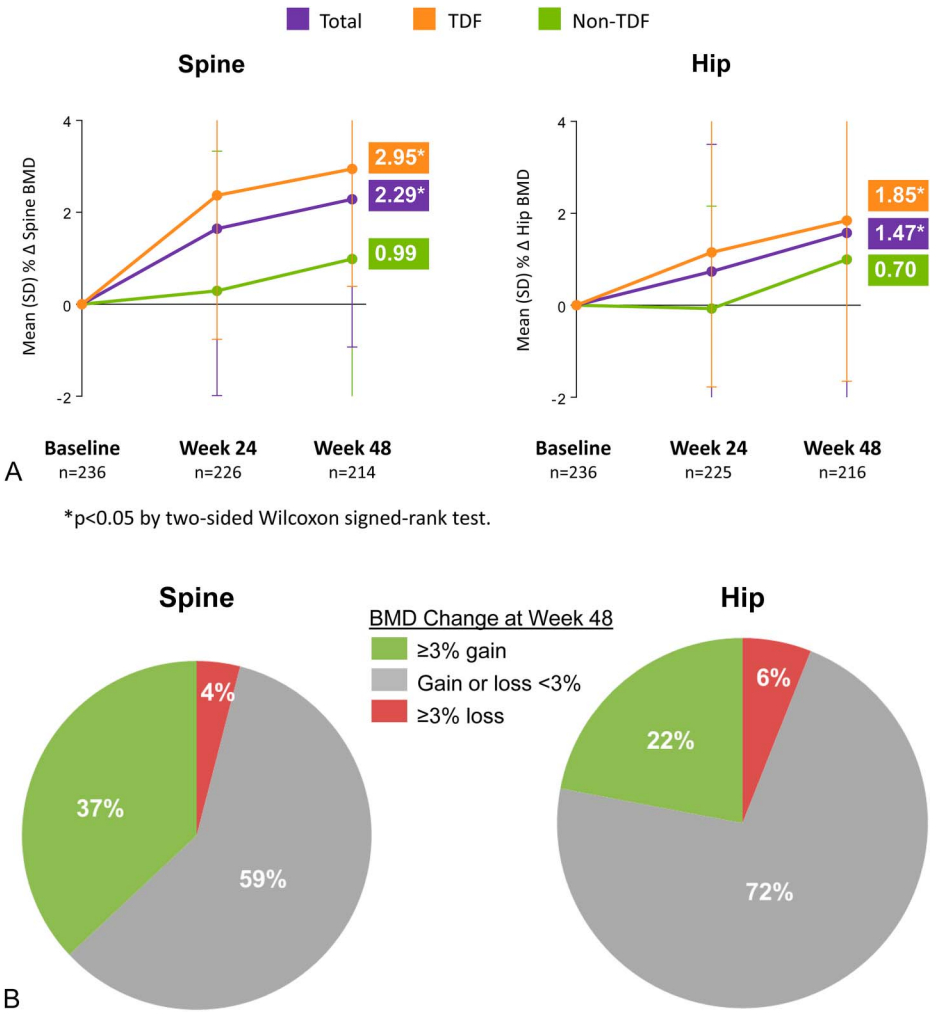 Total TDF Non-TDF
Spine
Mean (SD) % Δ Spine BMD
4
2
0
-2
2.95*
2.29*
0.99
Baseline Week 24 Week 48
n=236 n=226 n=214
Hip
Mean (SD) % Δ Hip BMD
4
2
0
-2
1.85*
1.47*
0.70
Baseline Week 24 Week 48
n=236 n=225 n=216
A
*p<0.05 by two-sided Wilcoxon signed-rank test.
Spine
37%
4%
59%
BMD Change at Week 48
≥3% gain
Gain or loss <3%
≥3% loss
Hip
22%
6%
72%
B